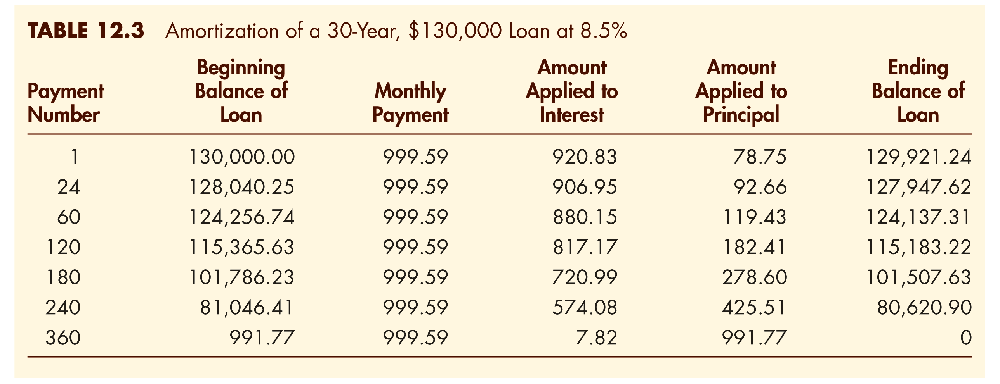 TABLE 12.3 Amortization of a 30-Year, $130,000 Loan at 8.5%
Payment Number Beginning Balance of Loan Monthly Payment Amount Applied to Interest Amount Applied to Principal Ending Balance of Loan
1 130,000.00 999.59 920.83 78.75 129,921.24
24 128,040.25 999.59 906.95 92.66 127,947.62
60 124,256.74 999.59 880.15 119.43 124,137.31
120 115,365.63 999.59 817.17 182.41 115,183.22
180 101,786.23 999.59 720.99 278.60 101,507.63
240 81,046.41 999.59 574.08 425.51 80,620.90
360 991.77 999.59 7.82 991.77 0